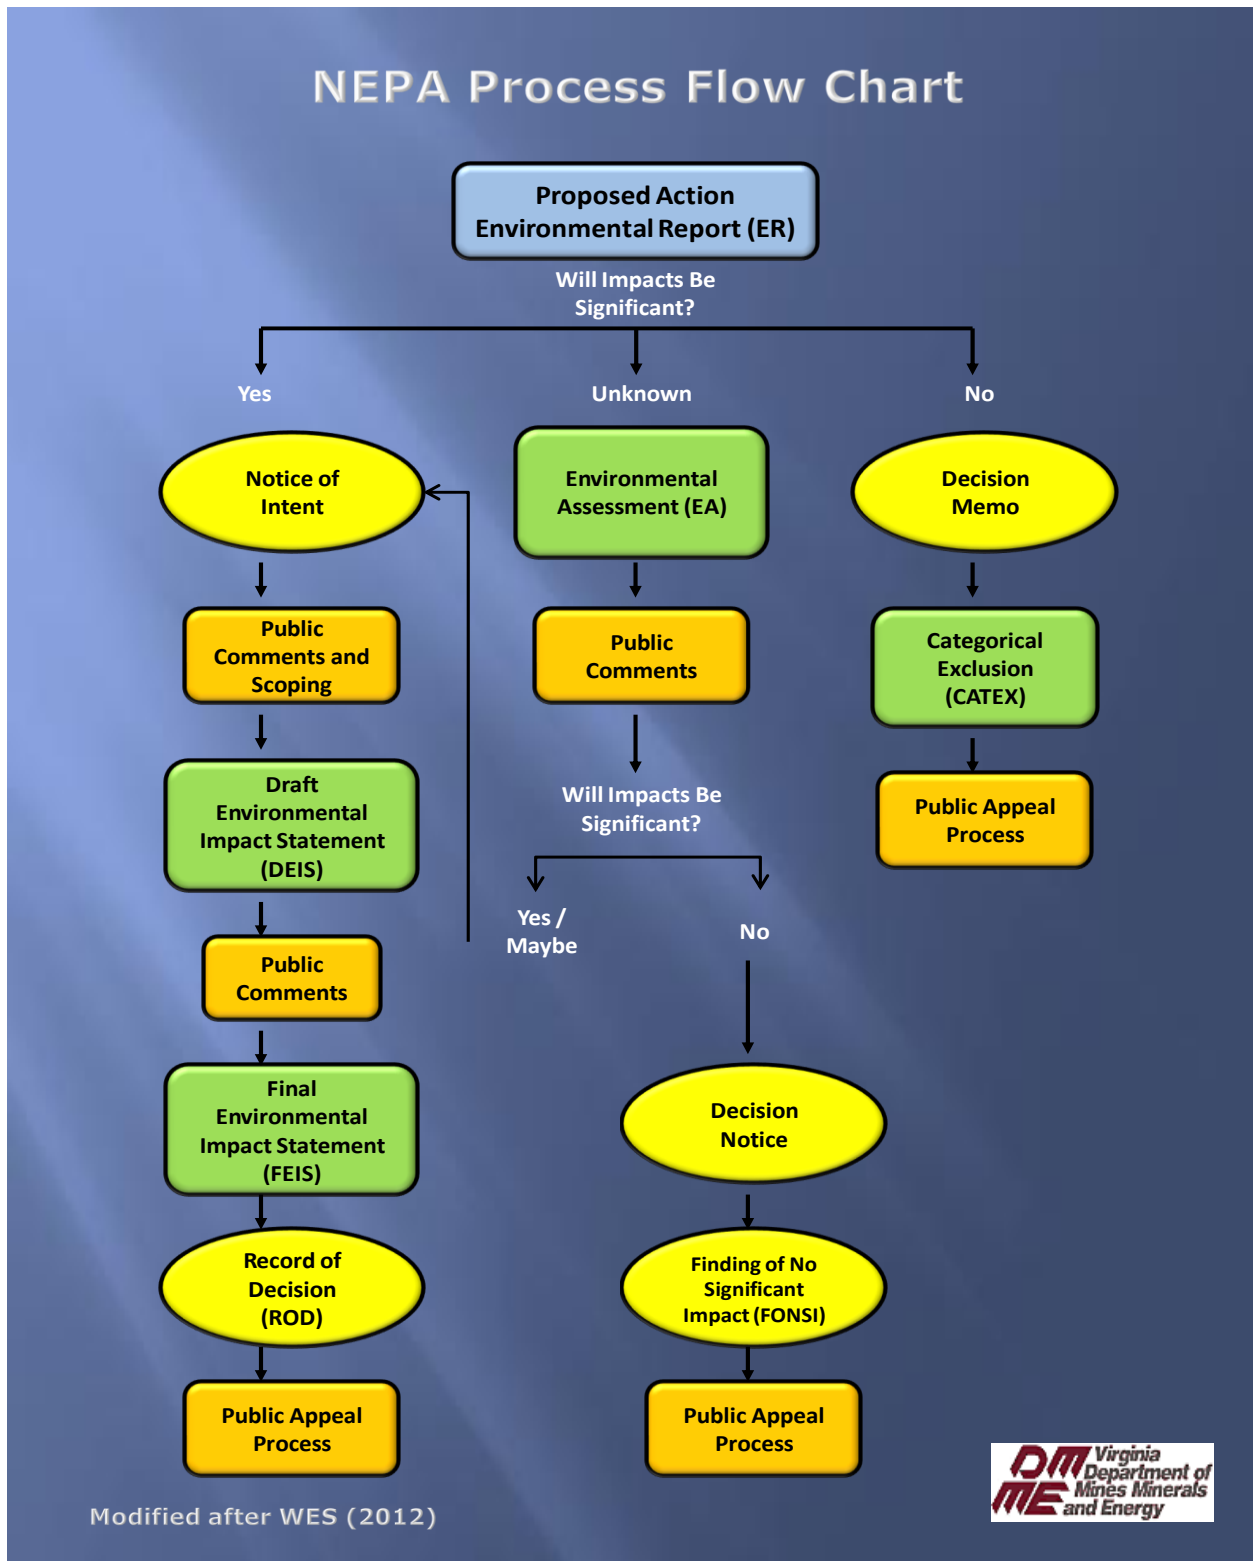 NEPA Process Flow Chart
Proposed Action
Environmental Report (ER)
Will Impacts Be
Significant?
Yes
Unknown
No
Notice of
Intent
Environmental
Assessment (EA)
Decision
Memo
Public
Comments and
Scoping
Public
Comments
Categorical
Exclusion
(CATEX)
Draft
Environmental
Impact Statement
(DEIS)
Will Impacts Be
Significant?
Public Appeal
Process
Yes /
Maybe
No
Public
Comments
Final
Environmental
Impact Statement
(FEIS)
Decision
Notice
Record of
Decision
(ROD)
Finding of No
Significant
Impact (FONSI)
Public Appeal
Process
Public Appeal
Process
Modified after WES (2012)
DMME
Virginia
Department of
Mines Minerals
and Energy